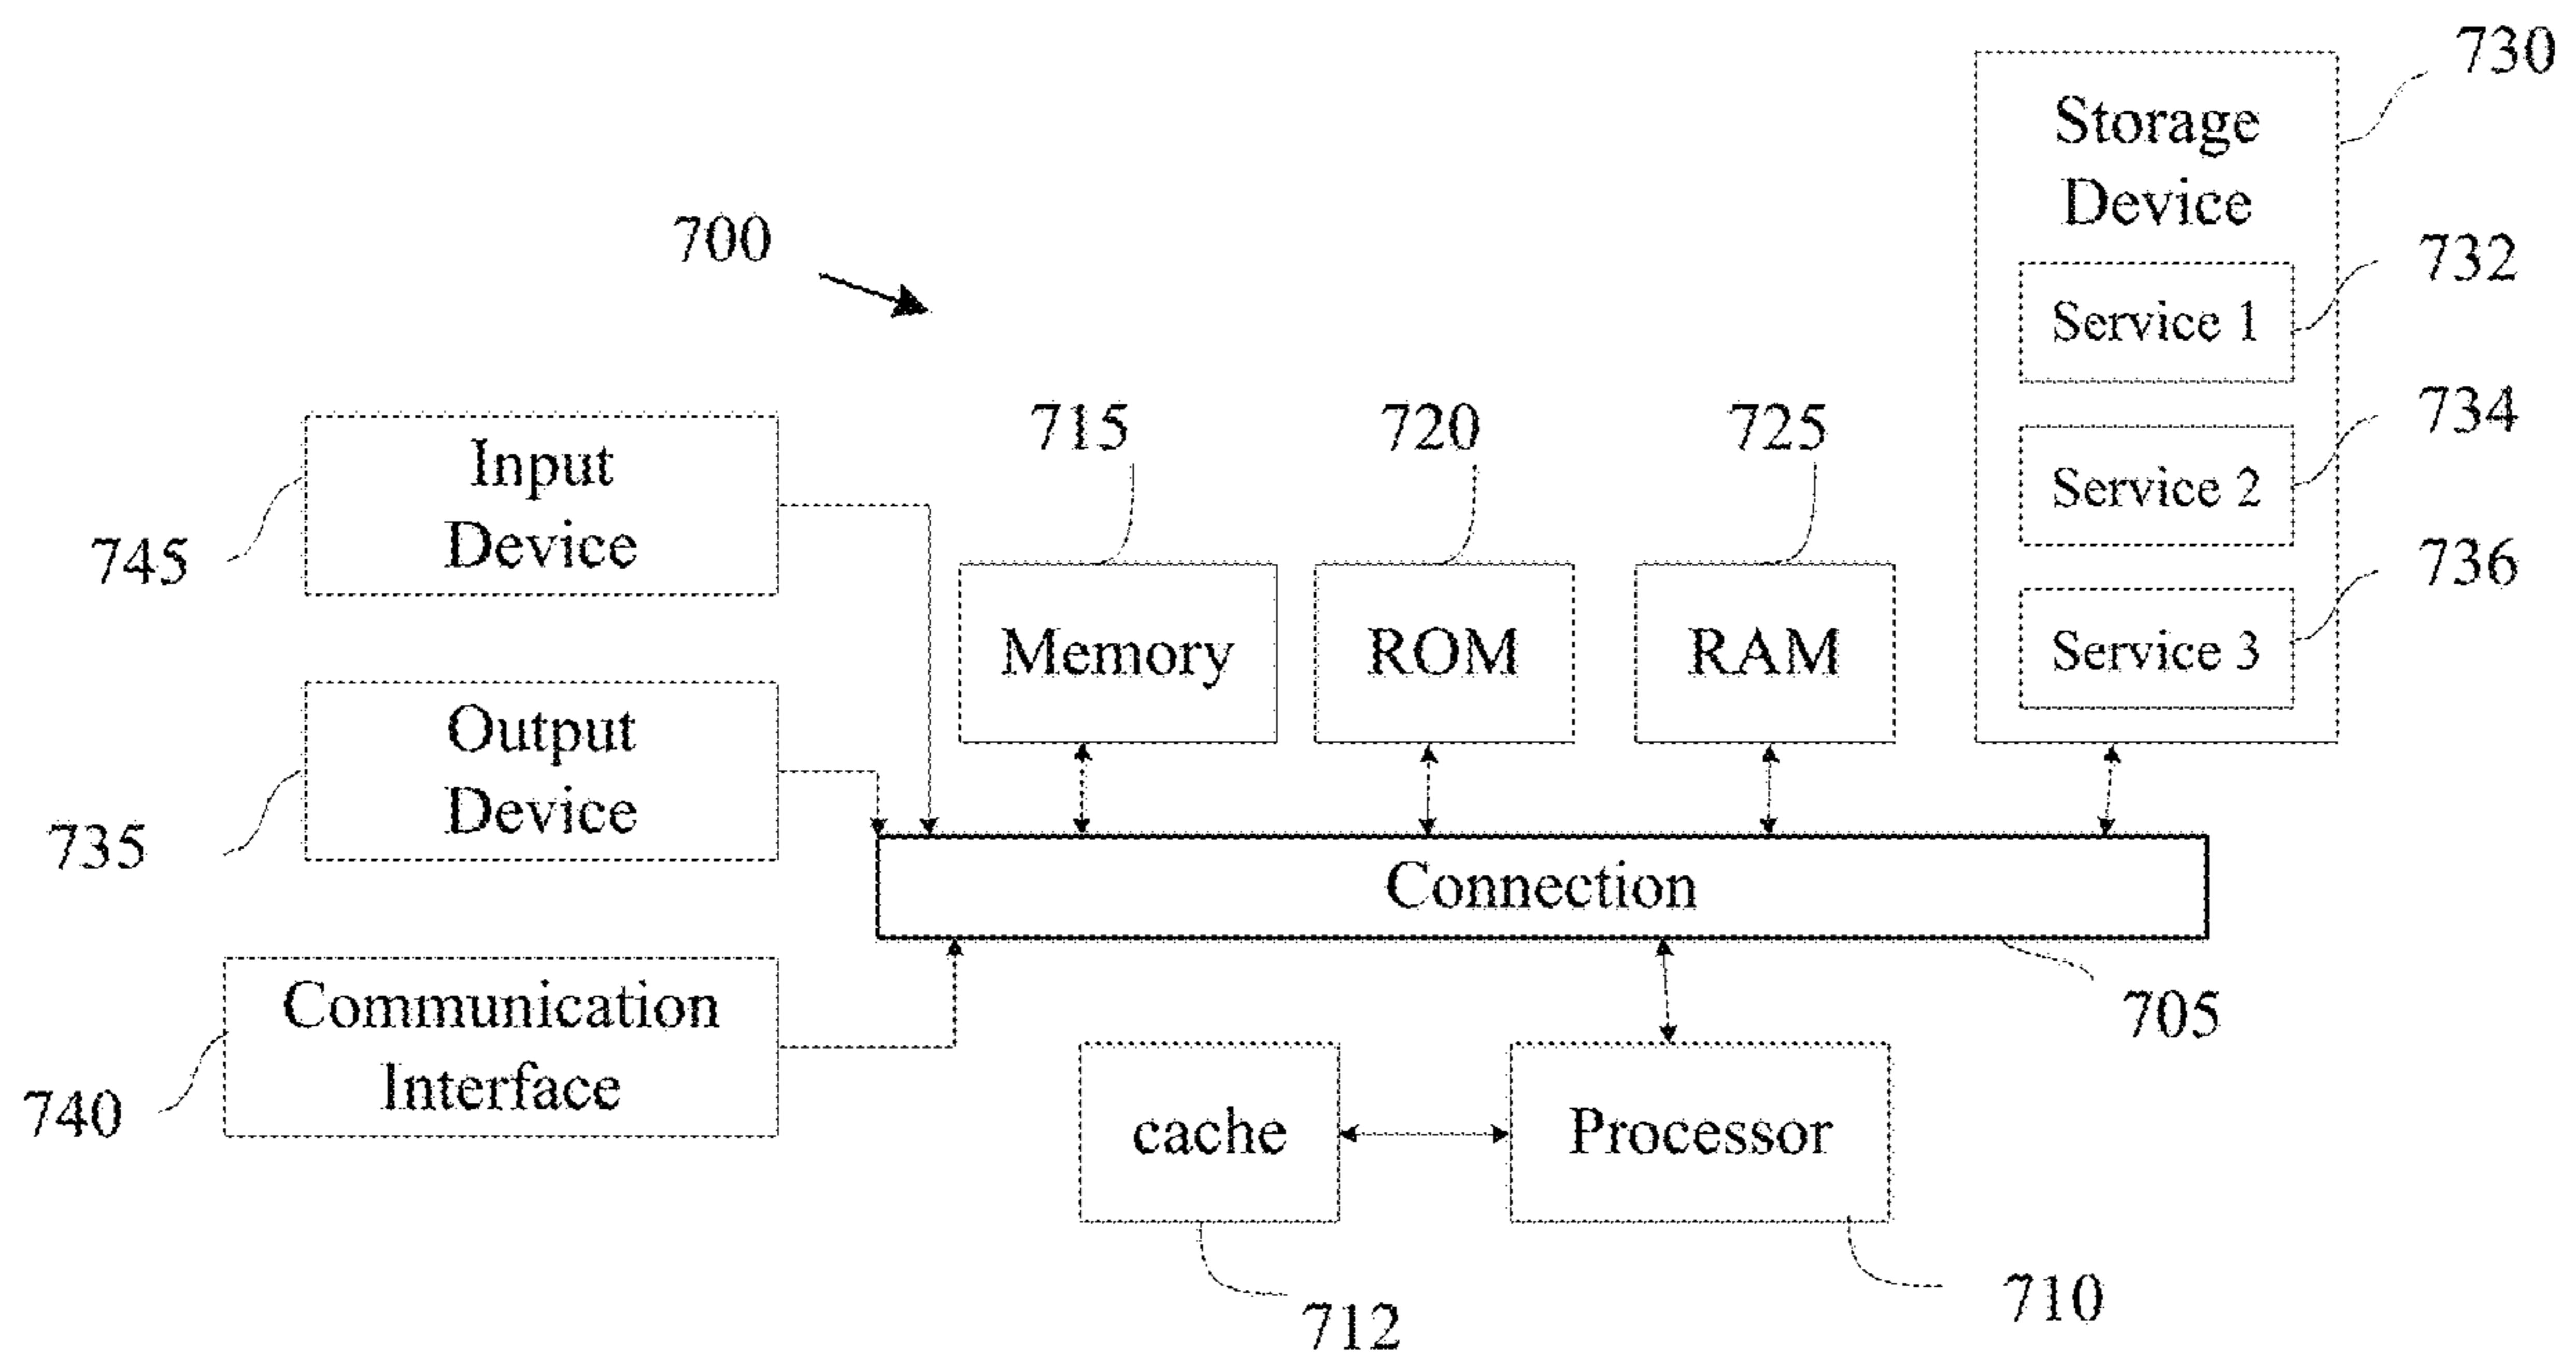 730
Storage
Device
700
732
Service 1
715
720
725
734
Input
Device
Service 2
745
736
Memory
ROM
RAM
Service 3
Output
Device
735
Connection
Communication
Interface
705
740
cache
Processor
712
710